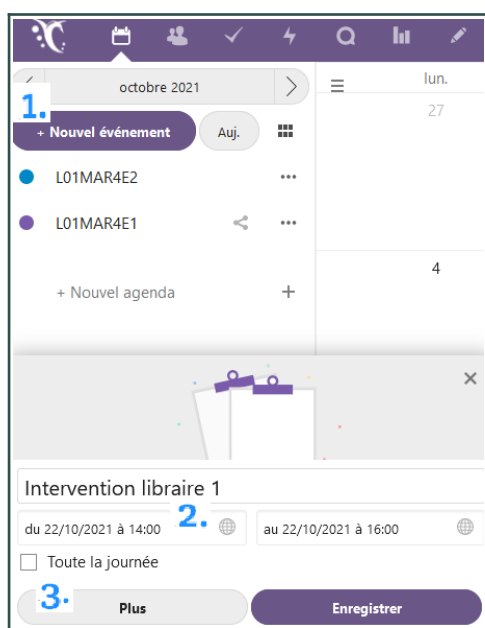 octobre 2021
lun.
1.
27
+ Nouvel événement
Auj.
L01MAR4E2
L01MAR4E1
4
+ Nouvel agenda
Intervention libraire 1
du 22/10/2021 à 14:00 2.
au 22/10/2021 à 16:00
Toute la journée
3.
Plus
Enregistrer